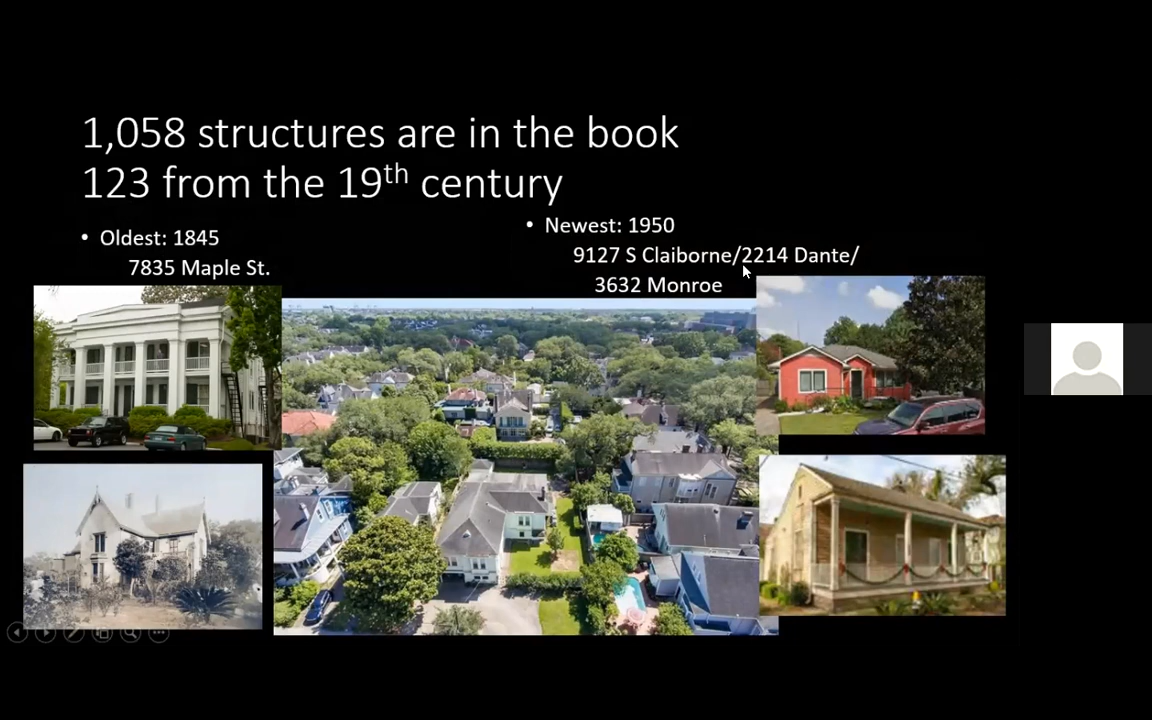 1,058 structures are in the book
123 from the 19th century
• Oldest: 1845
7835 Maple St.
• Newest: 1950
9127 S Claiborne/2214 Dante/
3632 Monroe